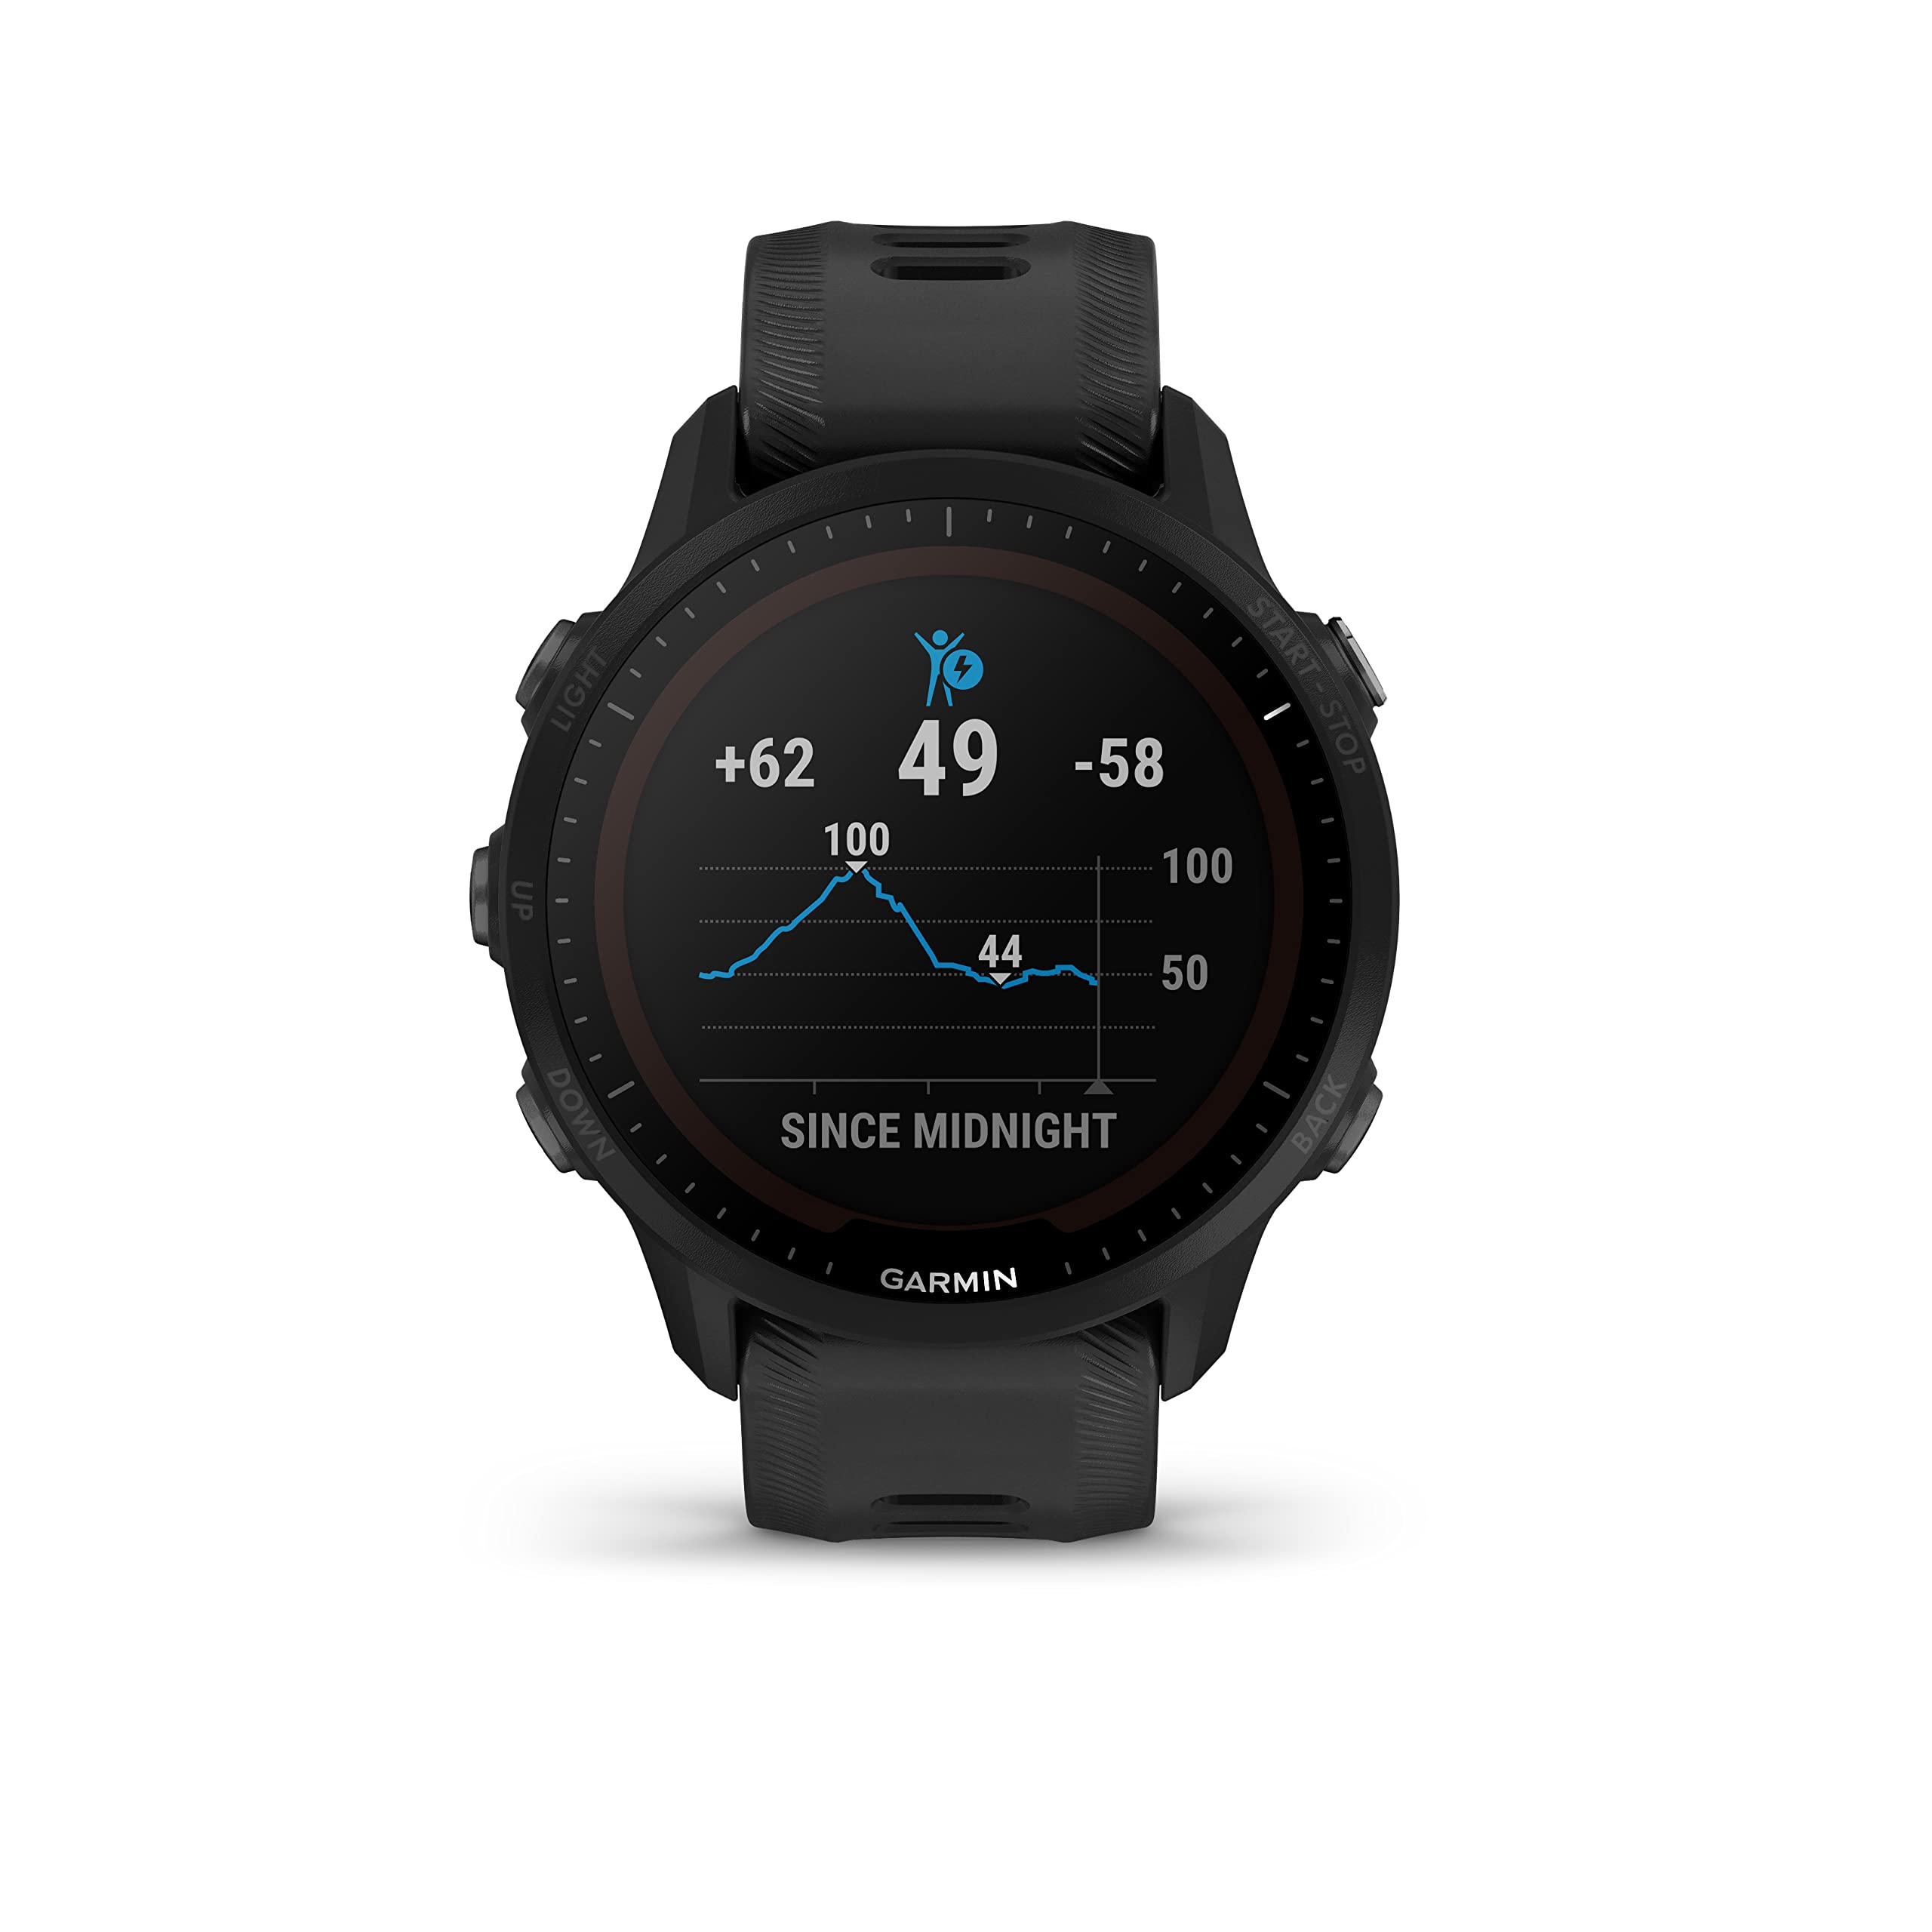 START - STOP
LIGHT
+62 49 -58
100
100
44
50
UP
SINCE MIDNIGHT
DOWN
BACK
GARMIN